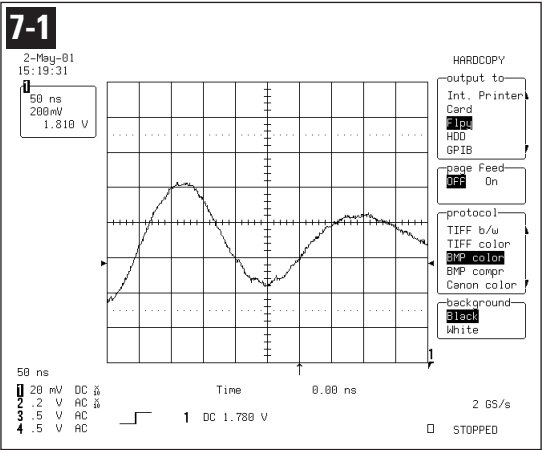 7-1
2-May-01
15:19:31
1
50 ns
200mV
1.810 V
HARDCOPY
output to
Int. Printer
Card
Flpy
HDD
GPIB
page Feed
OFF On
protocol
TIFF b/w
TIFF color
BMP color
BMP compr
Canon color
background
Black
White
1
50 ns
1 20 mV DC X10
2 .2 V AC X10
3 .5 V AC
4 .5 V AC
Time 0.00 ns
1 DC 1.780 V
2 GS/s
STOPPED